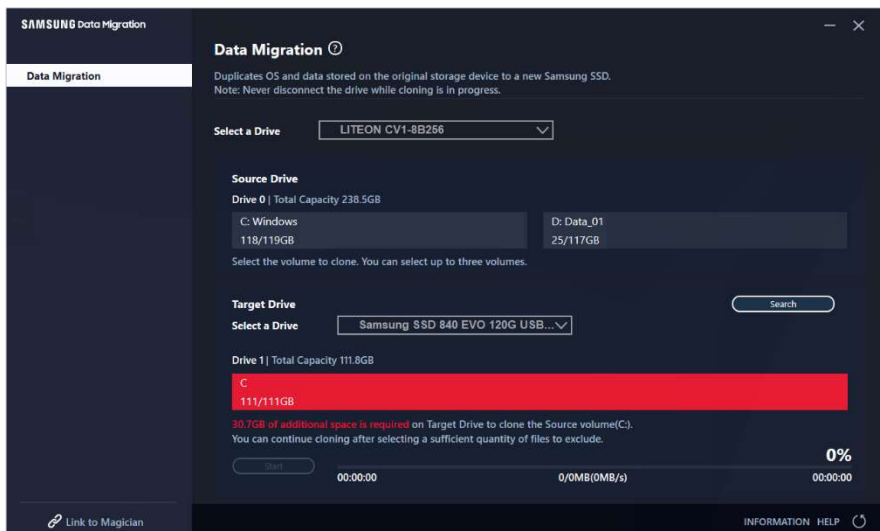 SAMSUNG Data Migration
Data Migration
Data Migration ?
Duplicates OS and data stored on the original storage device to a new Samsung SSD.
Note: Never disconnect the drive while cloning is in progress.
Select a Drive LITEON CV1-8B256
Source Drive
Drive 0 | Total Capacity 238.5GB
C: Windows D: Data_01
118/119GB 25/117GB
Select the volume to clone. You can select up to three volumes.
Target Drive Search
Select a Drive Samsung SSD 840 EVO 120G USB...
Drive 1 | Total Capacity 111.8GB
C
111/111GB
30.7GB of additional space is required on Target Drive to clone the Source volume(C:).
You can continue cloning after selecting a sufficient quantity of files to exclude.
0%
Start
00:00:00 0/0MB(0MB/s) 00:00:00
Link to Magician INFORMATION HELP